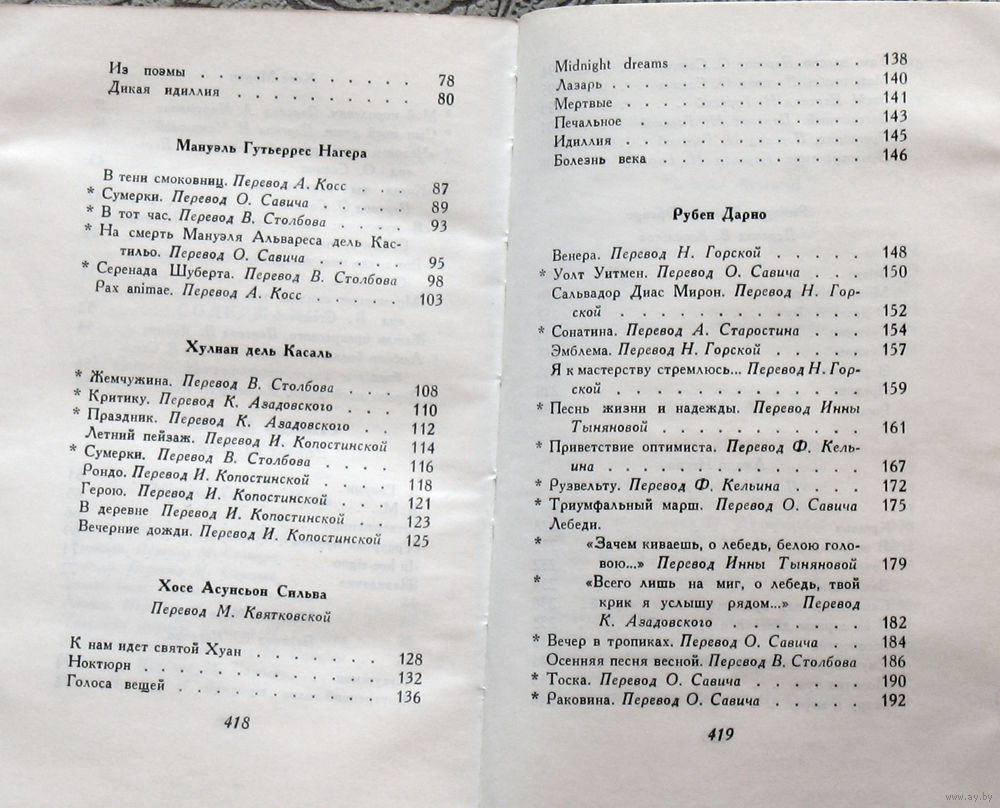 Из поэмы . . . . . . . . . . . . 78
Дикая идиллия . . . . . . . . . . 80
Мануэль Гутьеррес Нагера
В тени смоковниц. Перевод А. Косс . . . 87
* Сумерки. Перевод О. Савича . . . . . 89
* В тот час. Перевод В. Столбова . . . . 93
* На смерть Мануэля Альвареса дель Кас-
тильо. Перевод О. Савича . . . . . 95
* Серенада Шуберта. Перевод В. Столбова 98
Pax animae. Перевод А. Косс . . . . . 103
Хулиан дель Касаль
* Жемчужина. Перевод В. Столбова . . . . 108
* Критику. Перевод К. Азадовского . . . . 110
* Праздник. Перевод К. Азадовского . . . . 112
Летний пейзаж. Перевод И. Копостинской 114
* Сумерки. Перевод В. Столбова . . . . 116
Рондо. Перевод И. Копостинской . . . . 118
Герою. Перевод И. Копостинской . . . . 121
В деревне Перевод И. Копостинской . . . 123
Вечерние дожди. Перевод И. Копостинской 125
Хосе Асунсьон Сильва
Перевод М. Квятковской
К нам идет святой Хуан . . . . . . . 128
Ноктюрн . . . . . . . . . . . . 132
Голоса вещей . . . . . . . . . . 136
418
Midnight dreams . . . . . . . . . . 138
Лазарь . . . . . . . . . . . . . 140
Мертвые . . . . . . . . . . . . 141
Печальное . . . . . . . . . . . 143
Идиллия . . . . . . . . . . . . 145
Болезнь века . . . . . . . . . . 146
Рубен Дарио
Венера. Перевод Н. Горской . . . . . 148
* Уолт Уитмен. Перевод О. Савича . . . 150
Сальвадор Диас Мирон. Перевод Н. Гор-
ской . . . . . . . . . . . . . 152
* Сонатина. Перевод А. Старостина . . . 154
Эмблема. Перевод Н. Горской . . . . . 157
Я к мастерству стремлюсь... Перевод Н. Гор-
ской . . . . . . . . . . . . . 159
* Песнь жизни и надежды. Перевод Инны
Тыняновой . . . . . . . . . . . 161
* Приветствие оптимиста. Перевод Ф. Кель-
ина . . . . . . . . . . . . . 167
* Рузвельту. Перевод Ф. Кельина . . . . 172
* Триумфальный марш. Перевод О. Савича 175
Лебеди.
* «Зачем киваешь, о лебедь, белою голо-
вою...» Перевод Инны Тыняновой 179
* «Всего лишь на миг, о лебедь, твой
крик я услышу рядом...» Перевод
К. Азадовского . . . . . . . 182
* Вечер в тропиках. Перевод О. Савича . . 184
Осенняя песня весной. Перевод В. Столбова 186
* Тоска. Перевод О. Савича . . . . . . 190
* Раковина. Перевод О. Савича . . . . . 192
419
www.ay.by